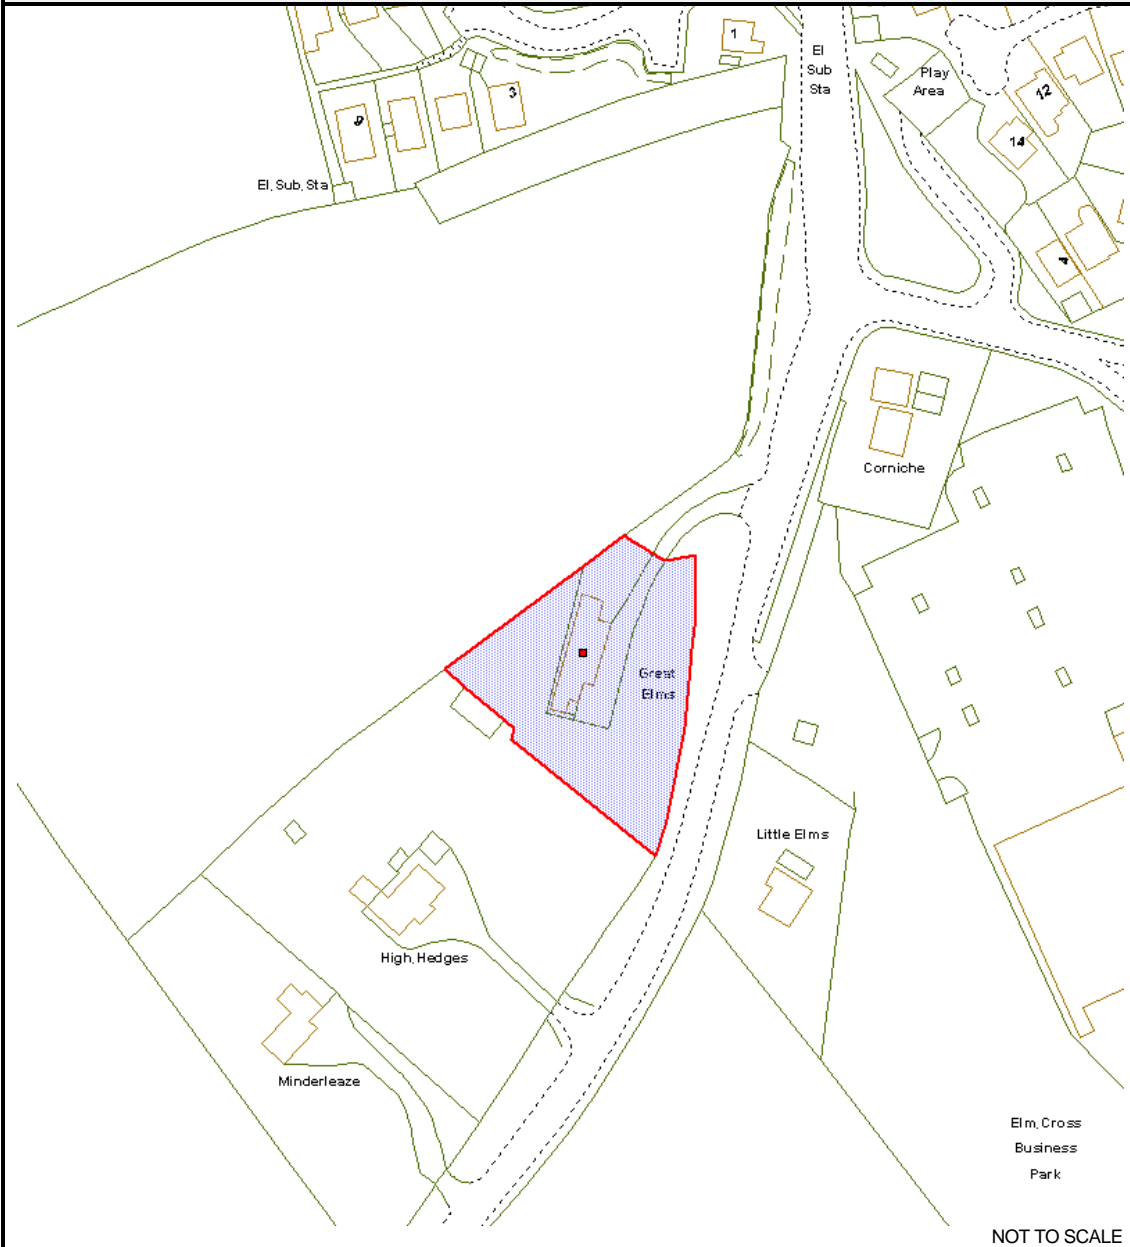 1
El
Sub
Sta
Play
Area
12
3
9
14
El. Sub. Sta
4
Corniche
Great
Elms
Little Elms
High, Hedges
Minderleaze
Elm, Cross
Business
Park
NOT TO SCALE